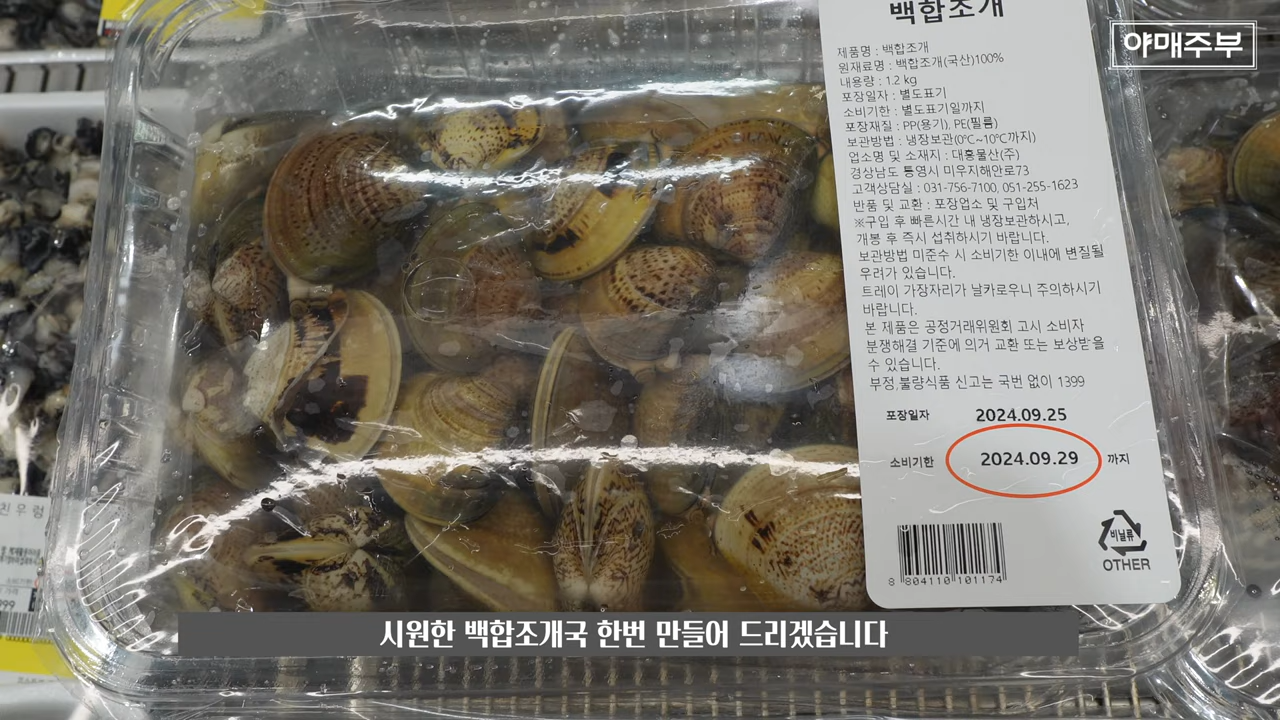 백합조개
야매주부
제품명 : 백합조개
원재료명 : 백합조개(국산)100%
내용량 : 1.2 kg
포장일자 : 별도표기
소비기한 : 별도표기일까지
포장재질 : PP(용기), PE(필름)
보관방법 : 냉장보관(0℃~10℃까지)
업소명 및 소재지 : 대흥물산(주)
경상남도 통영시 미우지해안로73
고객상담실 : 031-756-7100, 051-255-1623
반품 및 교환 : 포장업소 및 구입처
※구입 후 빠른시간 내 냉장보관하시고,
개봉 후 즉시 섭취하시기 바랍니다.
보관방법 미준수 시 소비기한 이내에 변질될
우려가 있습니다.
트레이 가장자리가 날카로우니 주의하시기
바랍니다.
본 제품은 공정거래위원회 고시 소비자
분쟁해결 기준에 의거 교환 또는 보상받을
수 있습니다.
부정.불량식품 신고는 국번 없이 1399
포장일자 2024.09.25
소비기한 2024.09.29 까지
비닐류
OTHER
8 804110 101174
진우렁
시원한 백합조개국 한번 만들어 드리겠습니다